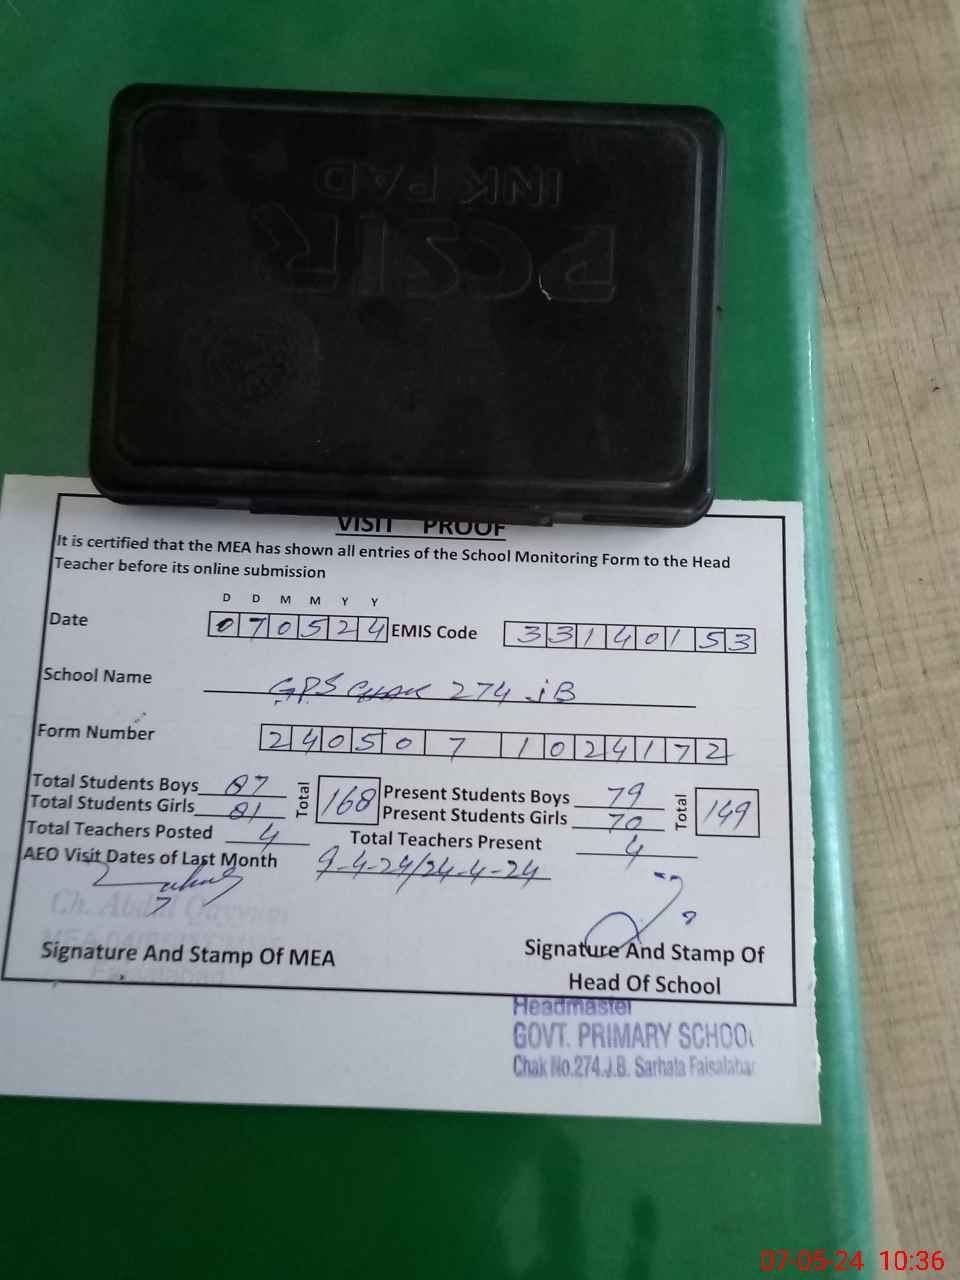 PCSIR
INK PAD
VISIT PROOF
It is certified that the MEA has shown all entries of the School Monitoring Form to the Head
Teacher before its online submission
D D M M Y Y
Date 070524 EMIS Code 33140153
School Name GPS Chak 274 JB
Form Number 2405071024172
Total Students Boys 87 Total 168 Present Students Boys 79 Total 149
Total Students Girls 81 Present Students Girls 70
Total Teachers Posted 4 Total Teachers Present 4
AEO Visit Dates of Last Month 9-4-24/24-4-24
Ch. Abdul Qayyum
Signature And Stamp Of MEA
Signature And Stamp Of
Head Of School
Headmaster
GOVT. PRIMARY SCHOOL
Chak No.274.J.B. Sarhala Faisalabad
07-05-24 10:36